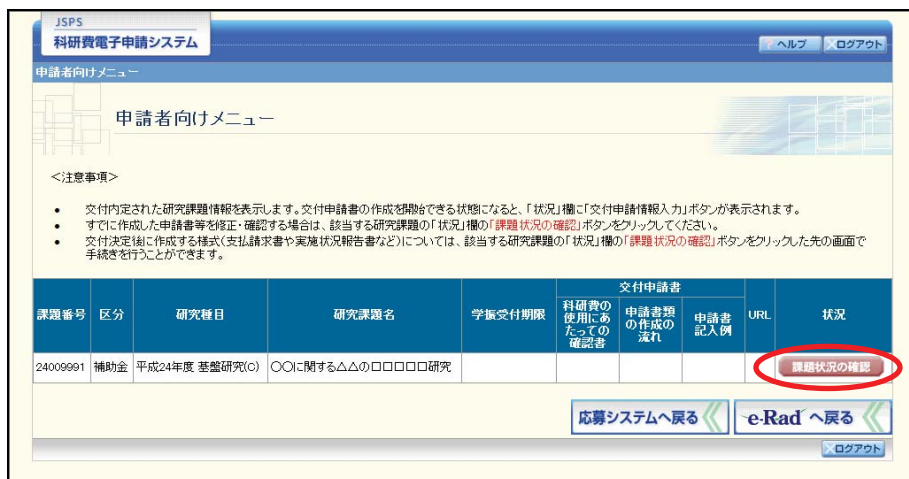 JSPS
科研費電子申請システム
ヘルプ
ログアウト
申請者向けメニュー
申請者向けメニュー
<注意事項>
• 交付内定された研究課題情報を表示します。交付申請書の作成を開始できる状態になると、「状況」欄に「交付申請情報入力」ボタンが表示されます。
• すでに作成した申請書等を修正・確認する場合は、該当する研究課題の「状況」欄の「課題状況の確認」ボタンをクリックしてください。
• 交付決定後に作成する様式(支払請求書や実施状況報告書など)については、該当する研究課題の「状況」欄の「課題状況の確認」ボタンをクリックした先の画面で
手続きを行うことができます。
交付申請書
課題番号 区分 研究種目 研究課題名 学振受付期限 科研費の使用にあたっての確認書 申請書類の作成の流れ 申請書記入例 URL 状況
24009991 補助金 平成24年度 基盤研究(C) 〇〇に関する△△の□□□□□研究 課題状況の確認
応募システムへ戻る
e-Rad へ戻る
ログアウト